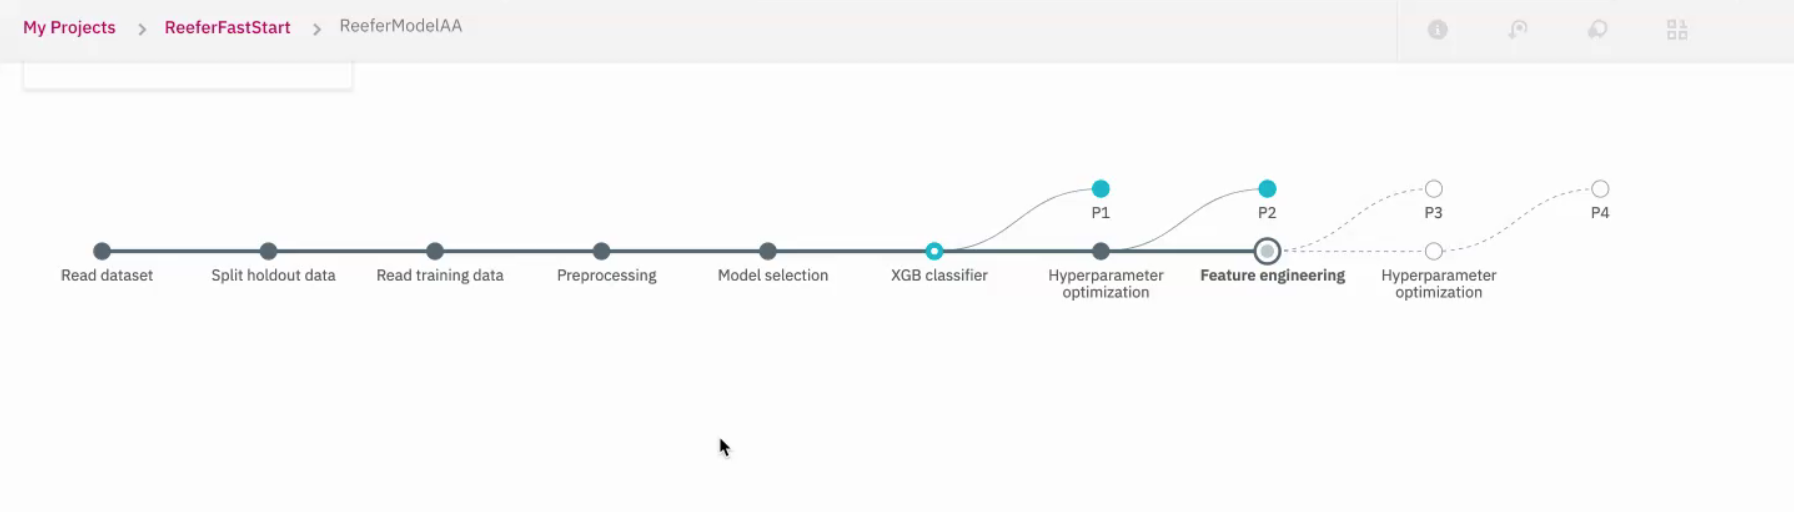 My Projects > ReeferFastStart > ReeferModelAA
P1
P2
P3
P4
Read dataset
Split holdout data
Read training data
Preprocessing
Model selection
XGB classifier
Hyperparameter
optimization
Feature engineering
Hyperparameter
optimization